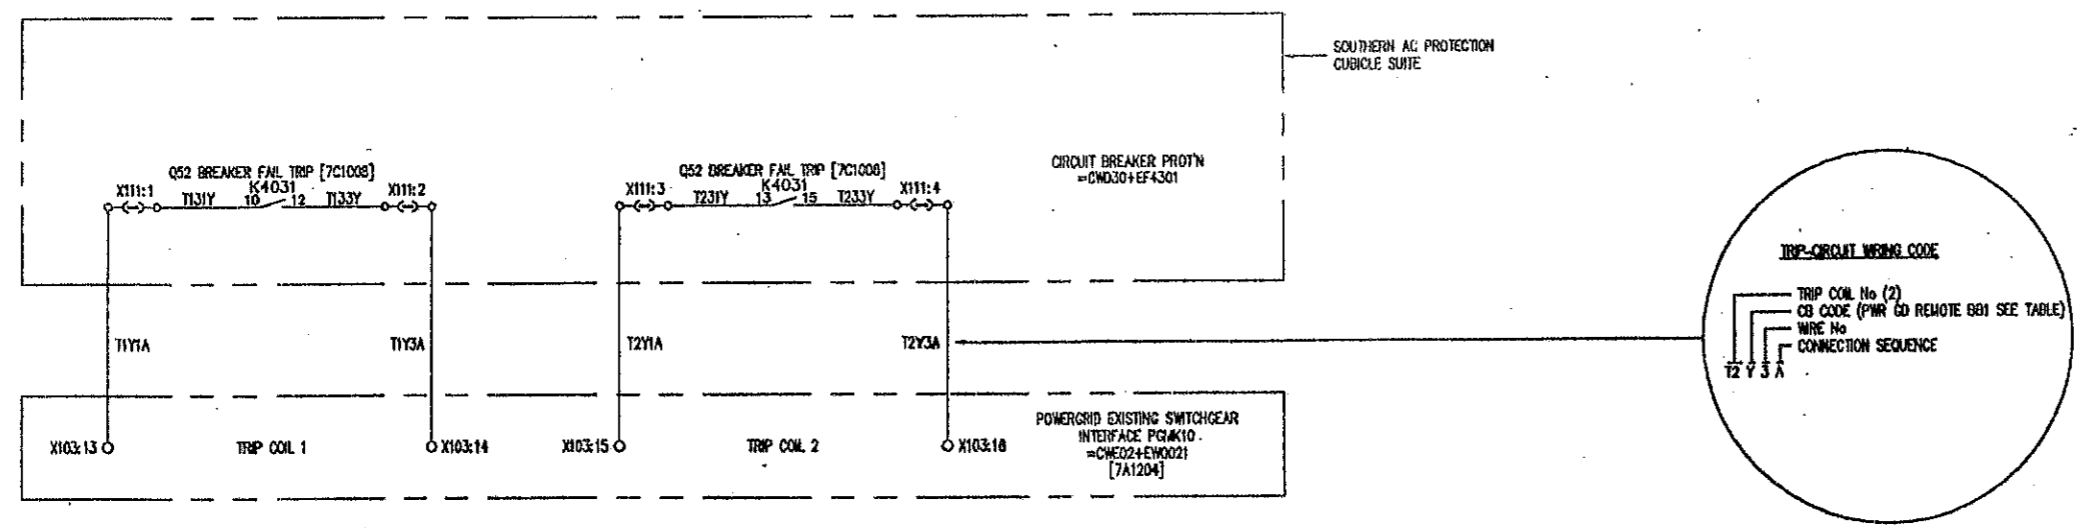 SOUTHERN AC PROTECTION
CUBICLE SUITE
Q52 BREAKER FAIL TRIP [7C1008]
X111:1
K4031
X111:2
T131Y
10
12
T133Y
Q52 BREAKER FAIL TRIP [7C1008]
X111:3
K4031
X111:4
T231Y
13
15
T233Y
CIRCUIT BREAKER PROT'N
=CWD30+EF4301
T1Y1A
T1Y3A
T2Y1A
T2Y3A
TRIP-CIRCUIT WIRING CODE
TRIP COIL No (2)
CB CODE (PWR GD REMOTE BB1 SEE TABLE)
WIRE No
CONNECTION SEQUENCE
T2 Y 3 A
X103:13
TRIP COIL 1
X103:14
X103:15
TRIP COIL 2
X103:16
POWERGRID EXISTING SWITCHGEAR
INTERFACE
=CWE02+EW0021
[7A1204]